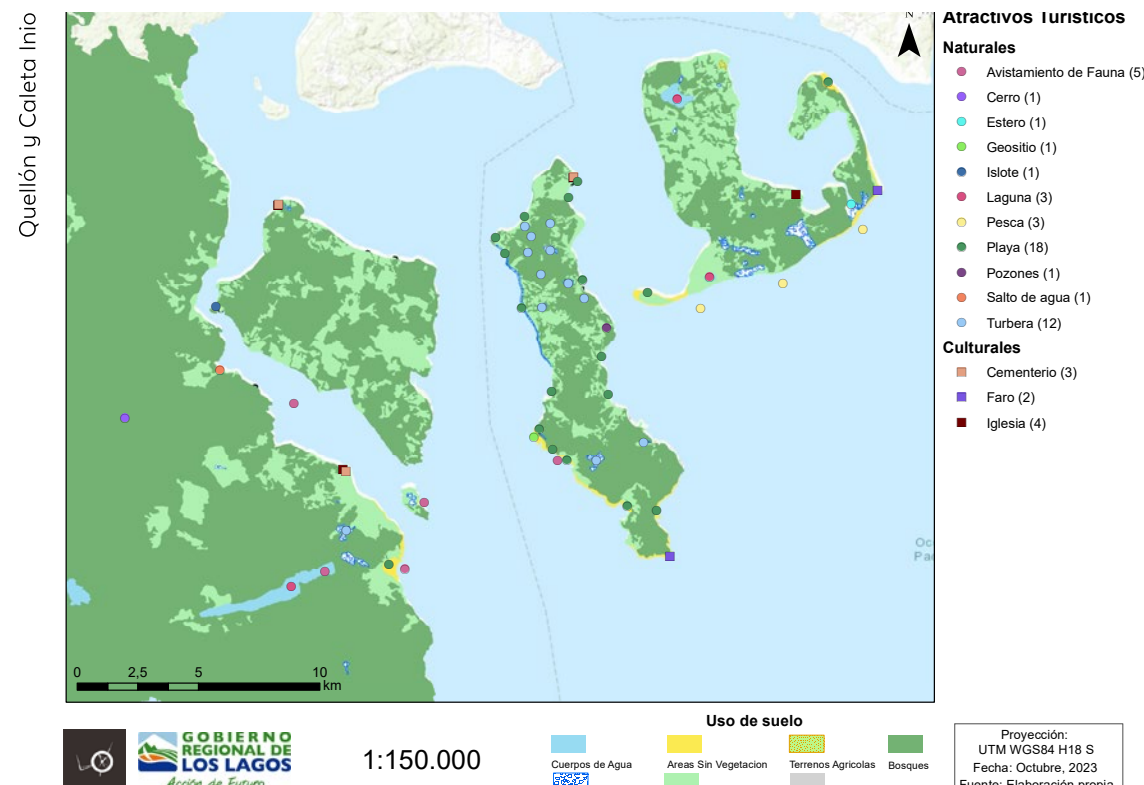 Quellón y Caleta Inio
N
Atractivos Turísticos
Naturales
Avistamiento de Fauna (5)
Cerro (1)
Estero (1)
Geositio (1)
Islote (1)
Laguna (3)
Pesca (3)
Playa (18)
Pozones (1)
Salto de agua (1)
Turbera (12)
Culturales
Cementerio (3)
Faro (2)
Iglesia (4)
0 2,5 5 10
km
GOBIERNO
REGIONAL DE
LOS LAGOS
Acción de Futuro
1:150.000
Uso de suelo
Cuerpos de Agua
Areas Sin Vegetacion
Terrenos Agricolas
Bosques
Proyección:
UTM WGS84 H18 S
Fecha: Octubre, 2023
Fuente: Elaboración propia